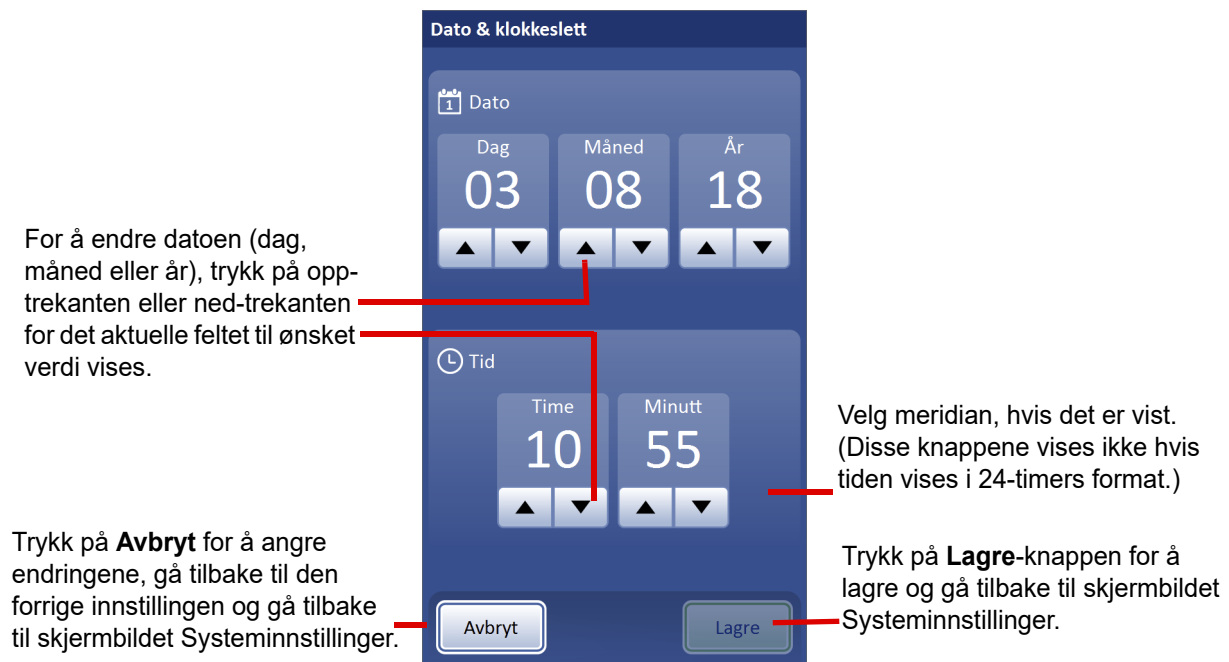 Dato & klokkeslett
1
Dato
Dag Måned År
03 08 18
For å endre datoen (dag,
måned eller år), trykk på opp-
trekanten eller ned-trekanten
for det aktuelle feltet til ønsket
verdi vises.
Tid
Time Minutt
10 55
Velg meridian, hvis det er vist.
(Disse knappene vises ikke hvis
tiden vises i 24-timers format.)
Trykk på Avbryt for å angre
endringene, gå tilbake til den
forrige innstillingen og gå tilbake
til skjermbildet Systeminnstillinger.
Avbryt Lagre
Trykk på Lagre-knappen for å
lagre og gå tilbake til skjermbildet
Systeminnstillinger.